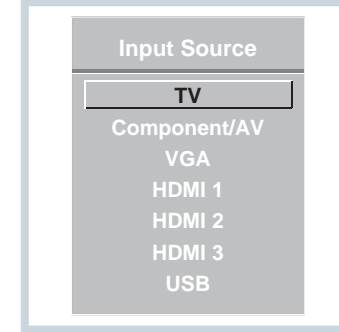 Input Source
TV
Component/AV
VGA
HDMI 1
HDMI 2
HDMI 3
USB